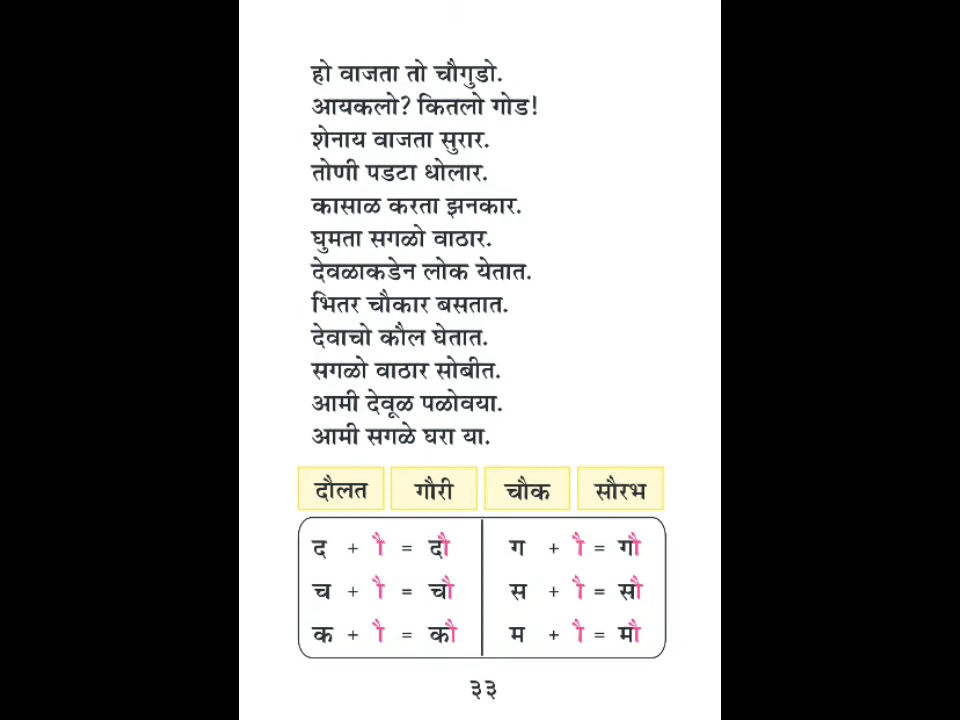 हो वाजता तो चौगुडो.
आयकलो? कितलो गोड!
शेनाय वाजता सुरार.
तोणी पडटा धोलार.
कासाळ करता झनकार.
घुमता सगळो वाठार.
देवळाकडेन लोक येतात.
भितर चौकार बसतात.
देवाचो कौल घेतात.
सगळो वाठार सोबीत.
आमी देवूळ पळोवया.
आमी सगळे घरा या.
दौलत गौरी चौक सौरभ
द + ौ = दौ ग + ौ = गौ
च + ौ = चौ स + ौ = सौ
क + ौ = कौ म + ौ = मौ
३३